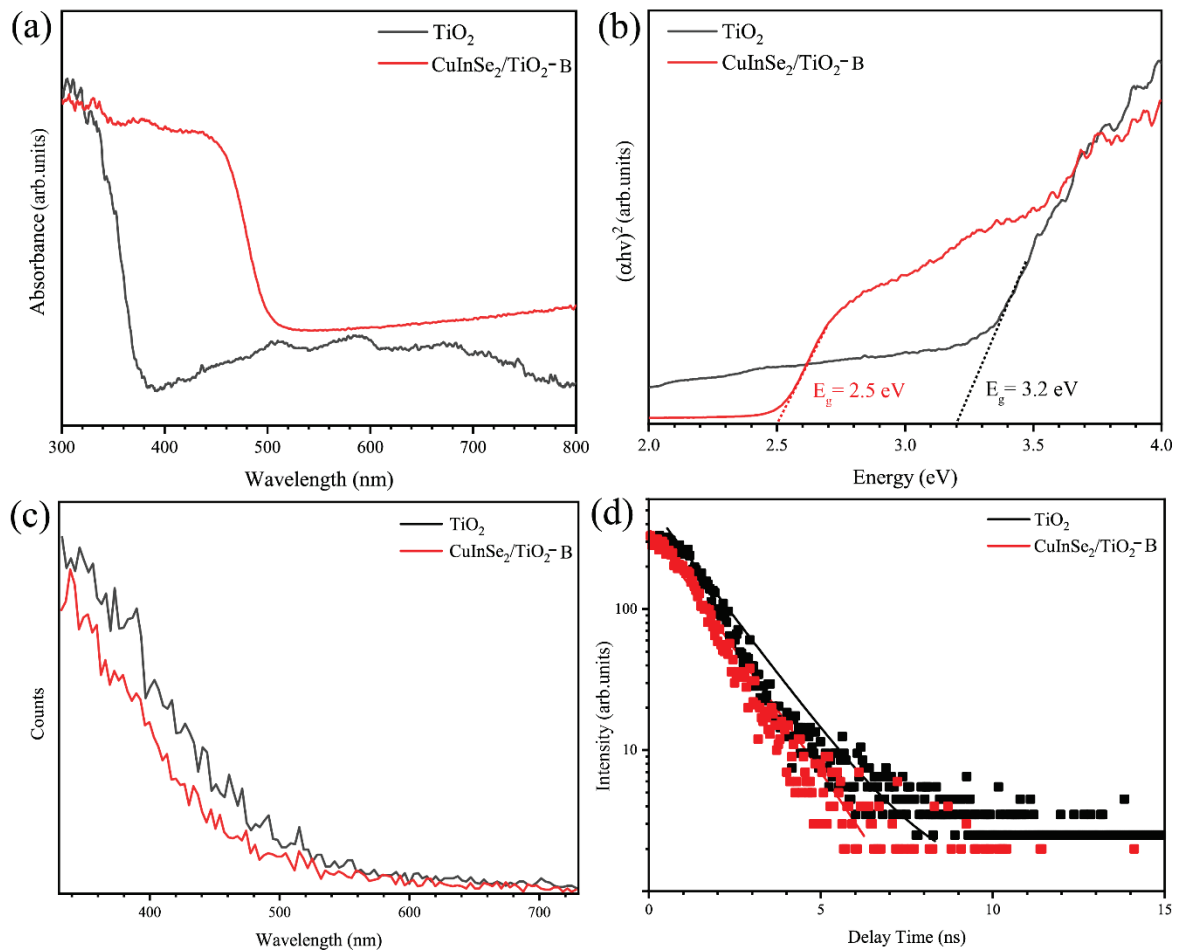 (a)
TiO₂
CuInSe₂/TiO₂-B
Absorbance (arb.units)
300 400 500 600 700 800
Wavelength (nm)
(b)
TiO₂
CuInSe₂/TiO₂-B
(αhν)² (arb.units)
E_g= 2.5 eV
E_g= 3.2 eV
2.0 2.5 3.0 3.5 4.0
Energy (eV)
(c)
TiO₂
CuInSe₂/TiO₂-B
Counts
400 500 600 700
Wavelength (nm)
(d)
TiO₂
CuInSe₂/TiO₂-B
Intensity (arb.units)
100
10
0 5 10 15
Delay Time (ns)